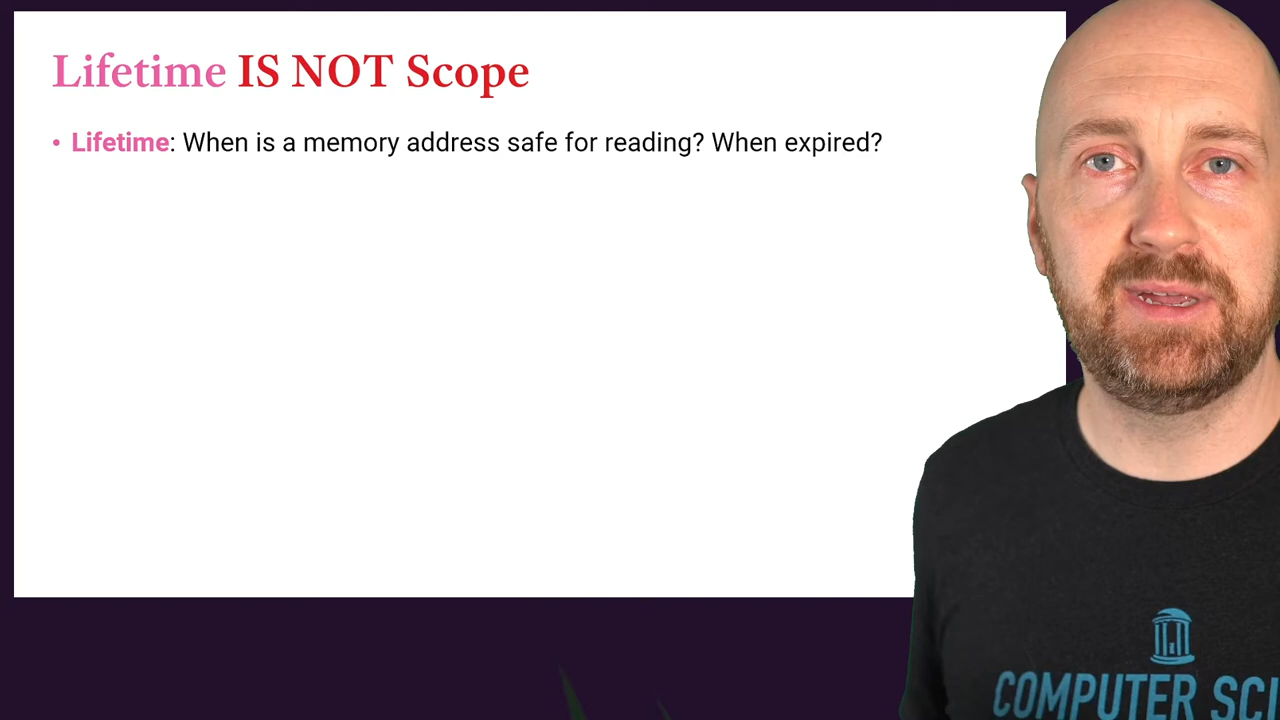 Lifetime IS NOT Scope
• Lifetime: When is a memory address safe for reading? When expired?
COMPUTER SCI